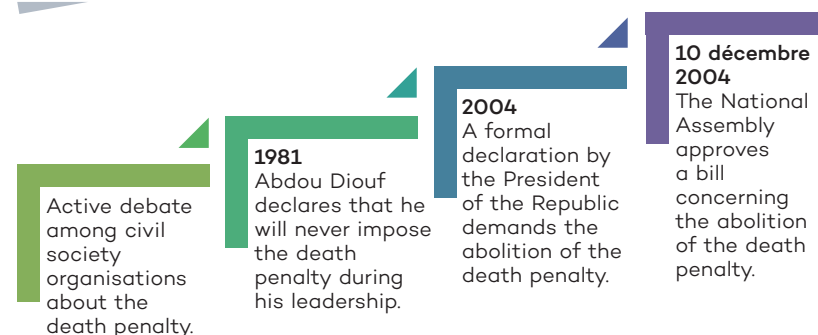 Active debate
among civil
society
organisations
about the
death penalty.
1981
Abdou Diouf
declares that he
will never impose
the death
penalty during
his leadership.
2004
A formal
declaration by
the President
of the Republic
demands the
abolition of the
death penalty.
10 décembre
2004
The National
Assembly
approves
a bill
concerning
the abolition
of the death
penalty.